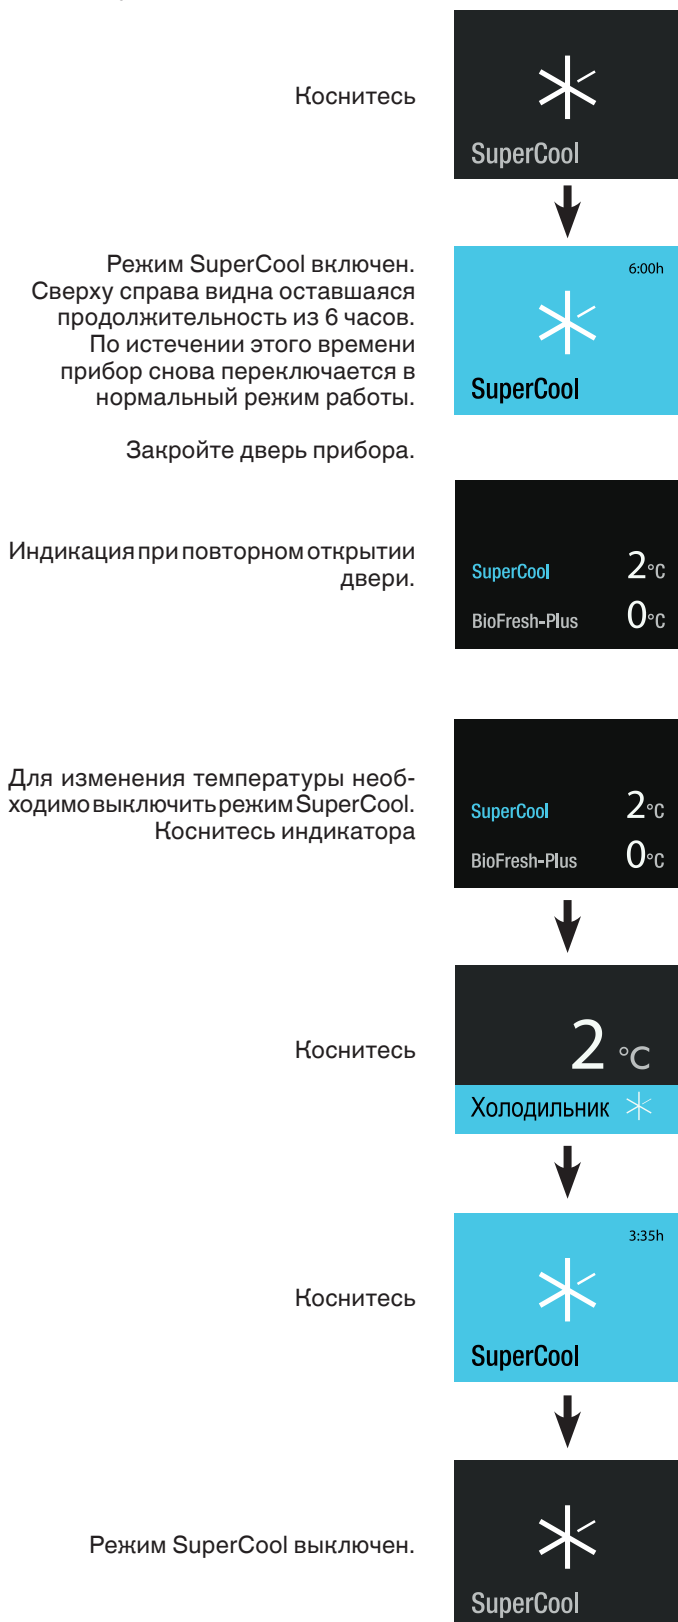 Коснитесь
SuperCool
Режим SuperCool включен.
Сверху справа видна оставшаяся
продолжительность из 6 часов.
По истечении этого времени
прибор снова переключается в
нормальный режим работы.
6:00h
SuperCool
Закройте дверь прибора.
Индикация при повторном открытии
двери.
SuperCool 2°C
BioFresh-Plus 0°C
Для изменения температуры необ-
ходимо выключить режим SuperCool.
Коснитесь индикатора
SuperCool 2°C
BioFresh-Plus 0°C
Коснитесь
2 °C
Холодильник
Коснитесь
3:35h
SuperCool
Режим SuperCool выключен.
SuperCool